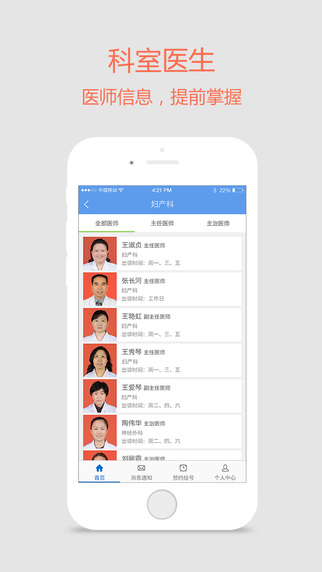 科室医生
医师信息，提前掌握
中国移动
4:21 PM
52%
妇产科
全部医师
主任医师
主治医师
王淑贞 主任医师
妇产科
出诊时间：周一、三、五
张长河 主任医师
妇产科
出诊时间：工作日
王艳虹 副主任医师
妇产科
出诊时间：周一、三、五
王秀琴 主任医师
妇产科
出诊时间：周一、三、五
王爱琴 副主任医师
妇产科
出诊时间：周二、四、六
陶伟华 主治医师
神经外科
出诊时间：周二、四、六
刘丽霞 主治医师
首页
消息通知
预约挂号
个人中心